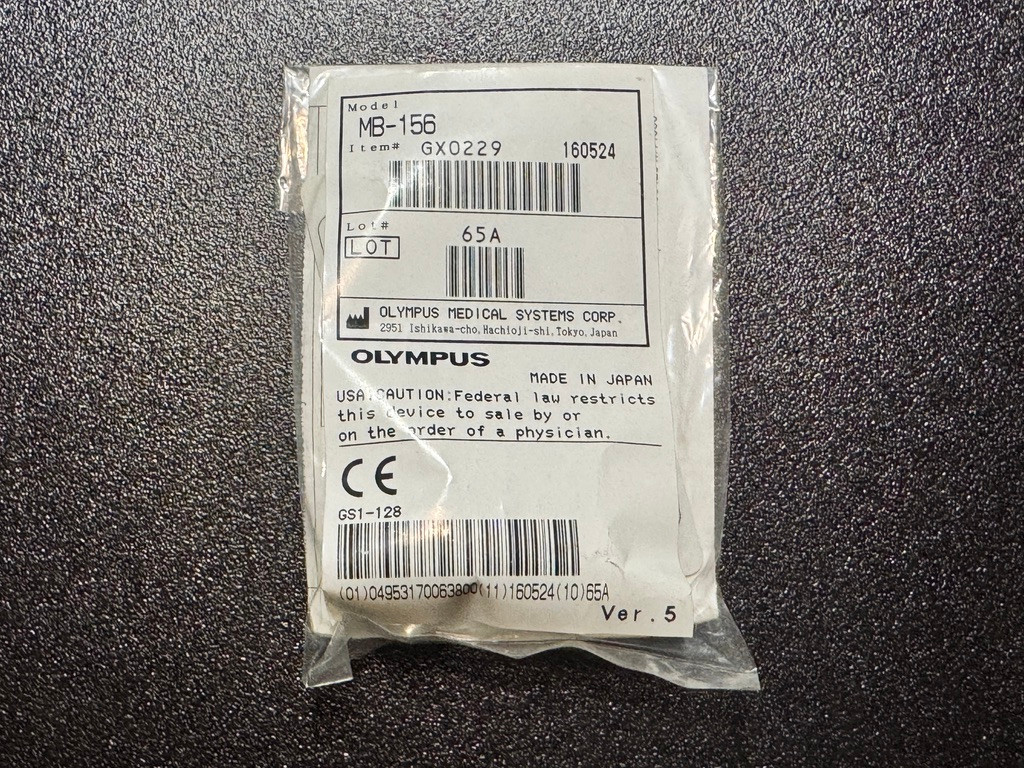 Model
MB-156
Item# GX0229 160524
Lot# 65A
LOT
OLYMPUS MEDICAL SYSTEMS CORP.
2951 Ishikawa-cho, Hachioji-shi, Tokyo, Japan
OLYMPUS
MADE IN JAPAN
USA:CAUTION:Federal law restricts
this device to sale by or
on the order of a physician.
CE
GS1-128
(01)04953170063800(11)160524(10)65A
Ver.5